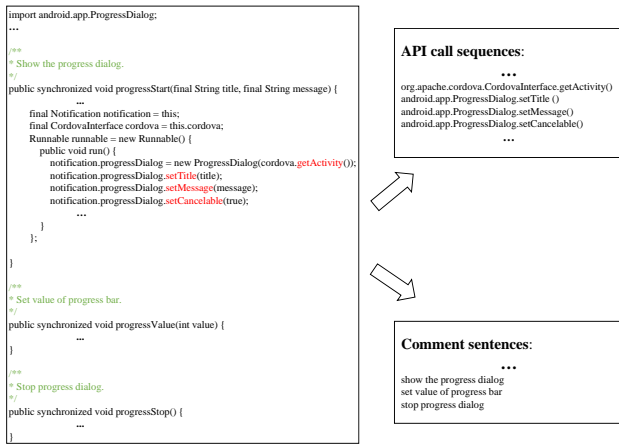 import android.app.ProgressDialog;
...
/**
* Show the progress dialog.
*/
public synchronized void progressStart(final String title, final String message) {
...
final Notification notification = this;
final CordovaInterface cordova = this.cordova;
Runnable runnable = new Runnable() {
public void run() {
notification.progressDialog = new ProgressDialog(cordova.getActivity());
notification.progressDialog.setTitle(title);
notification.progressDialog.setMessage(message);
notification.progressDialog.setCancelable(true);
...
}
};
}
/**
* Set value of progress bar.
*/
public synchronized void progressValue(int value) {
...
}
/**
* Stop progress dialog.
*/
public synchronized void progressStop() {
...
}
API call sequences:
...
org.apache.cordova.CordovaInterface.getActivity()
android.app.ProgressDialog.setTitle ()
android.app.ProgressDialog.setMessage()
android.app.ProgressDialog.setCancelable()
...
Comment sentences:
...
show the progress dialog
set value of progress bar
stop progress dialog